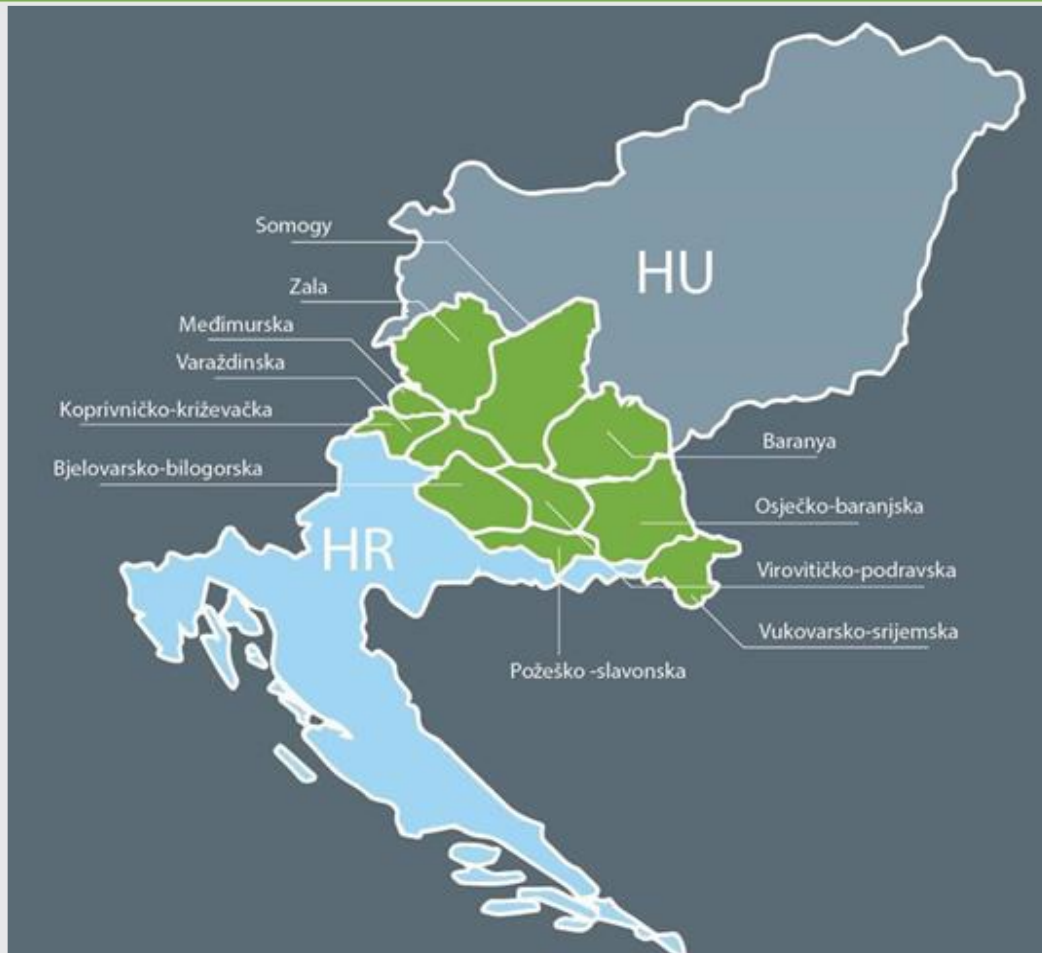 Somogy
HU
Zala
Međimurska
Varaždinska
Koprivničko-križevačka
Baranya
Bjelovarsko-bilogorska
Osječko-baranjska
HR
Virovitičko-podravska
Vukovarsko-srijemska
Požeško -slavonska